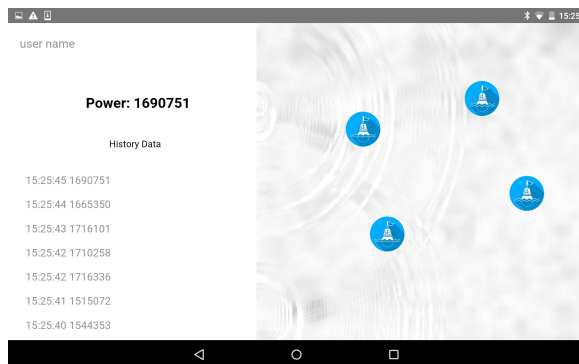 15:25
user name
Power: 1690751
History Data
15:25:45 1690751
15:25:44 1665350
15:25:43 1716101
15:25:42 1710258
15:25:42 1716336
15:25:41 1515072
15:25:40 1544353